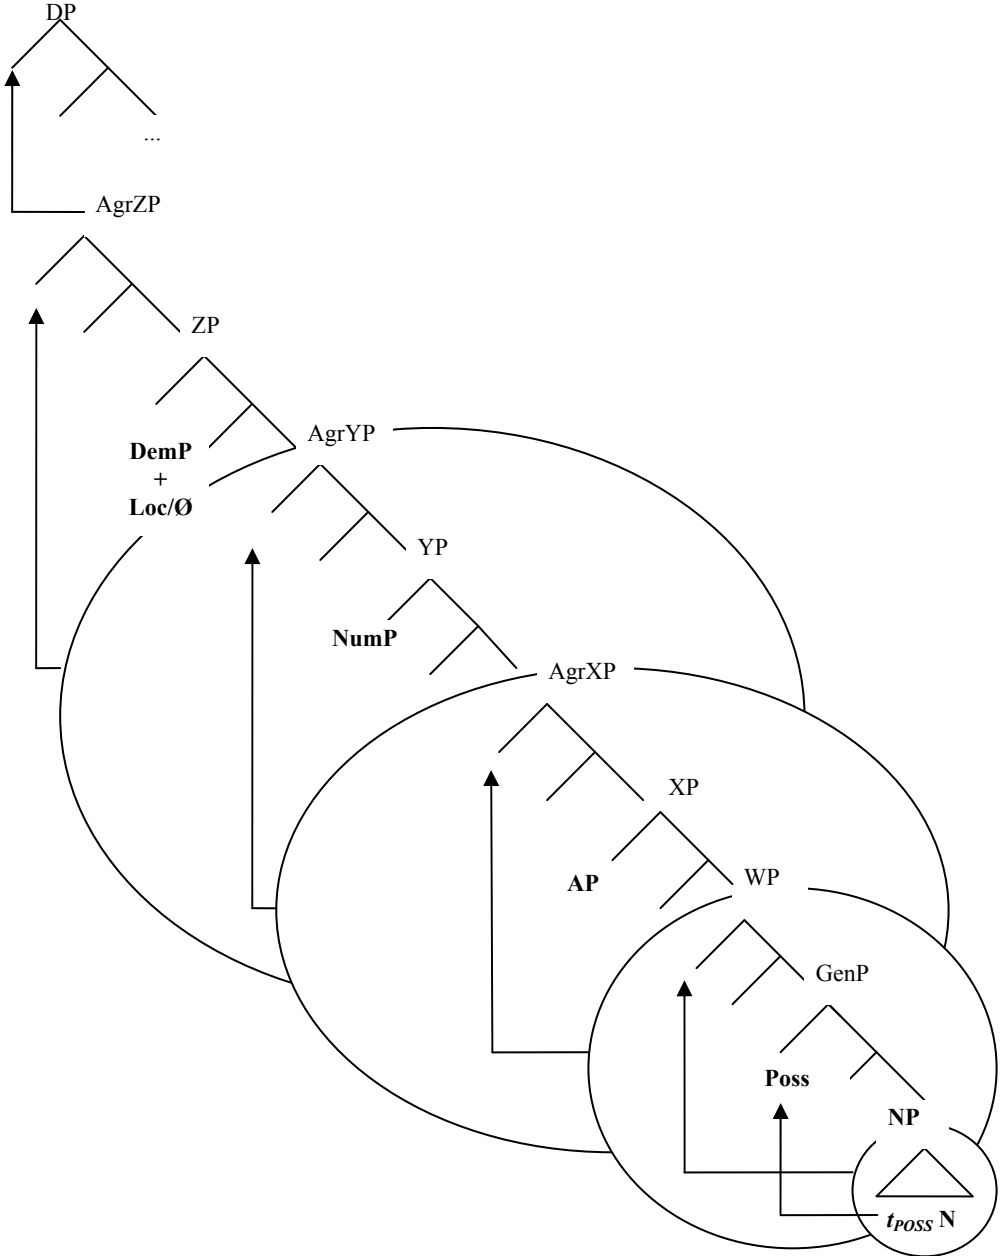 DP
...
AgrZP
ZP
AgrYP
DemP
+
Loc/Ø
YP
NumP
AgrXP
XP
AP
WP
GenP
Poss
NP
tPOSS N